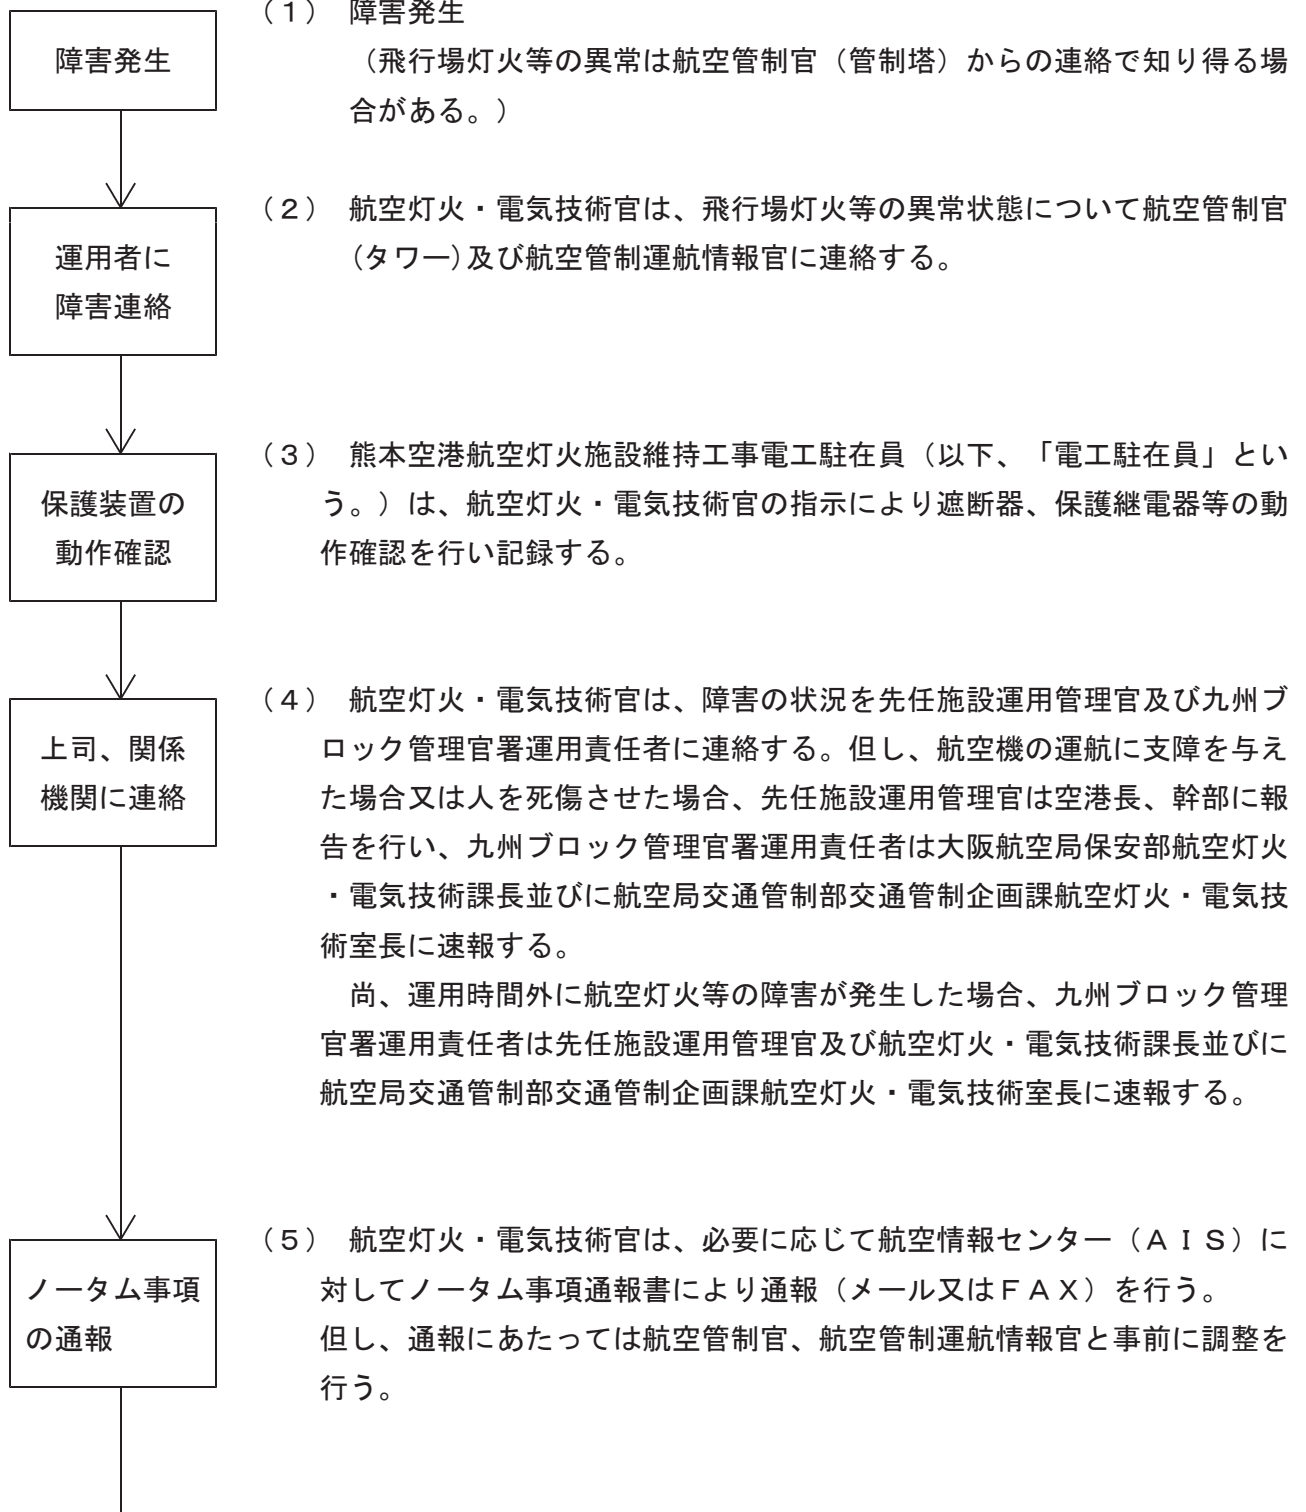 障害発生
(1) 障害発生
(飛行場灯火等の異常は航空管制官(管制塔)からの連絡で知り得る場
合がある。)
運用者に
障害連絡
(2) 航空灯火・電気技術官は、飛行場灯火等の異常状態について航空管制官
(タワー)及び航空管制運航情報官に連絡する。
保護装置の
動作確認
(3) 熊本空港航空灯火施設維持工事電工駐在員(以下、「電工駐在員」とい
う。)は、航空灯火・電気技術官の指示により遮断器、保護継電器等の動
作確認を行い記録する。
上司、関係
機関に連絡
(4) 航空灯火・電気技術官は、障害の状況を先任施設運用管理官及び九州ブ
ロック管理官署運用責任者に連絡する。但し、航空機の運航に支障を与え
た場合又は人を死傷させた場合、先任施設運用管理官は空港長、幹部に報
告を行い、九州ブロック管理官署運用責任者は大阪航空局保安部航空灯火
・電気技術課長並びに航空局交通管制部交通管制企画課航空灯火・電気技
術室長に速報する。
尚、運用時間外に航空灯火等の障害が発生した場合、九州ブロック管理
官署運用責任者は先任施設運用管理官及び航空灯火・電気技術課長並びに
航空局交通管制部交通管制企画課航空灯火・電気技術室長に速報する。
ノータム事項
の通報
(5) 航空灯火・電気技術官は、必要に応じて航空情報センター(AIS)に
対してノータム事項通報書により通報(メール又はFAX)を行う。
但し、通報にあたっては航空管制官、航空管制運航情報官と事前に調整を
行う。